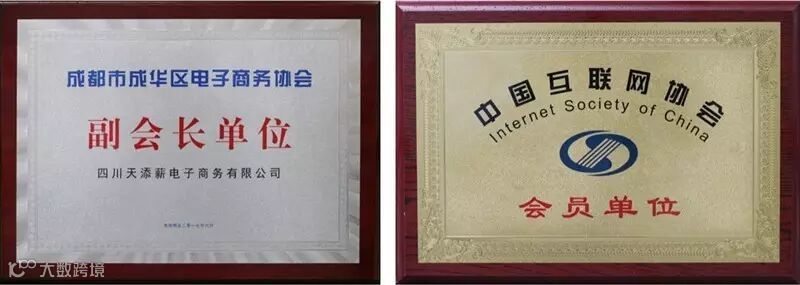 成都市成华区电子商务协会
副会长单位
四川天添薪电子商务有限公司
中国互联网协会
Internet Society of China
会员单位
大数跨境